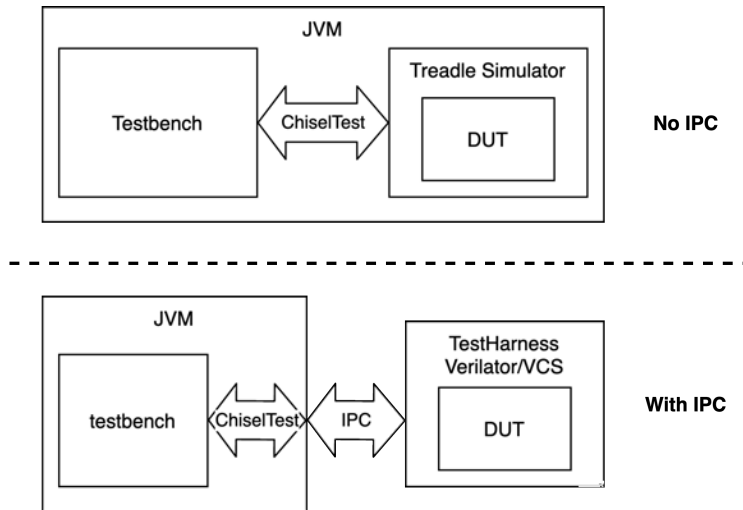 JVM
Testbench
ChiselTest
Treadle Simulator
DUT
No IPC
JVM
testbench
ChiselTest
IPC
TestHarness
Verilator/VCS
DUT
With IPC